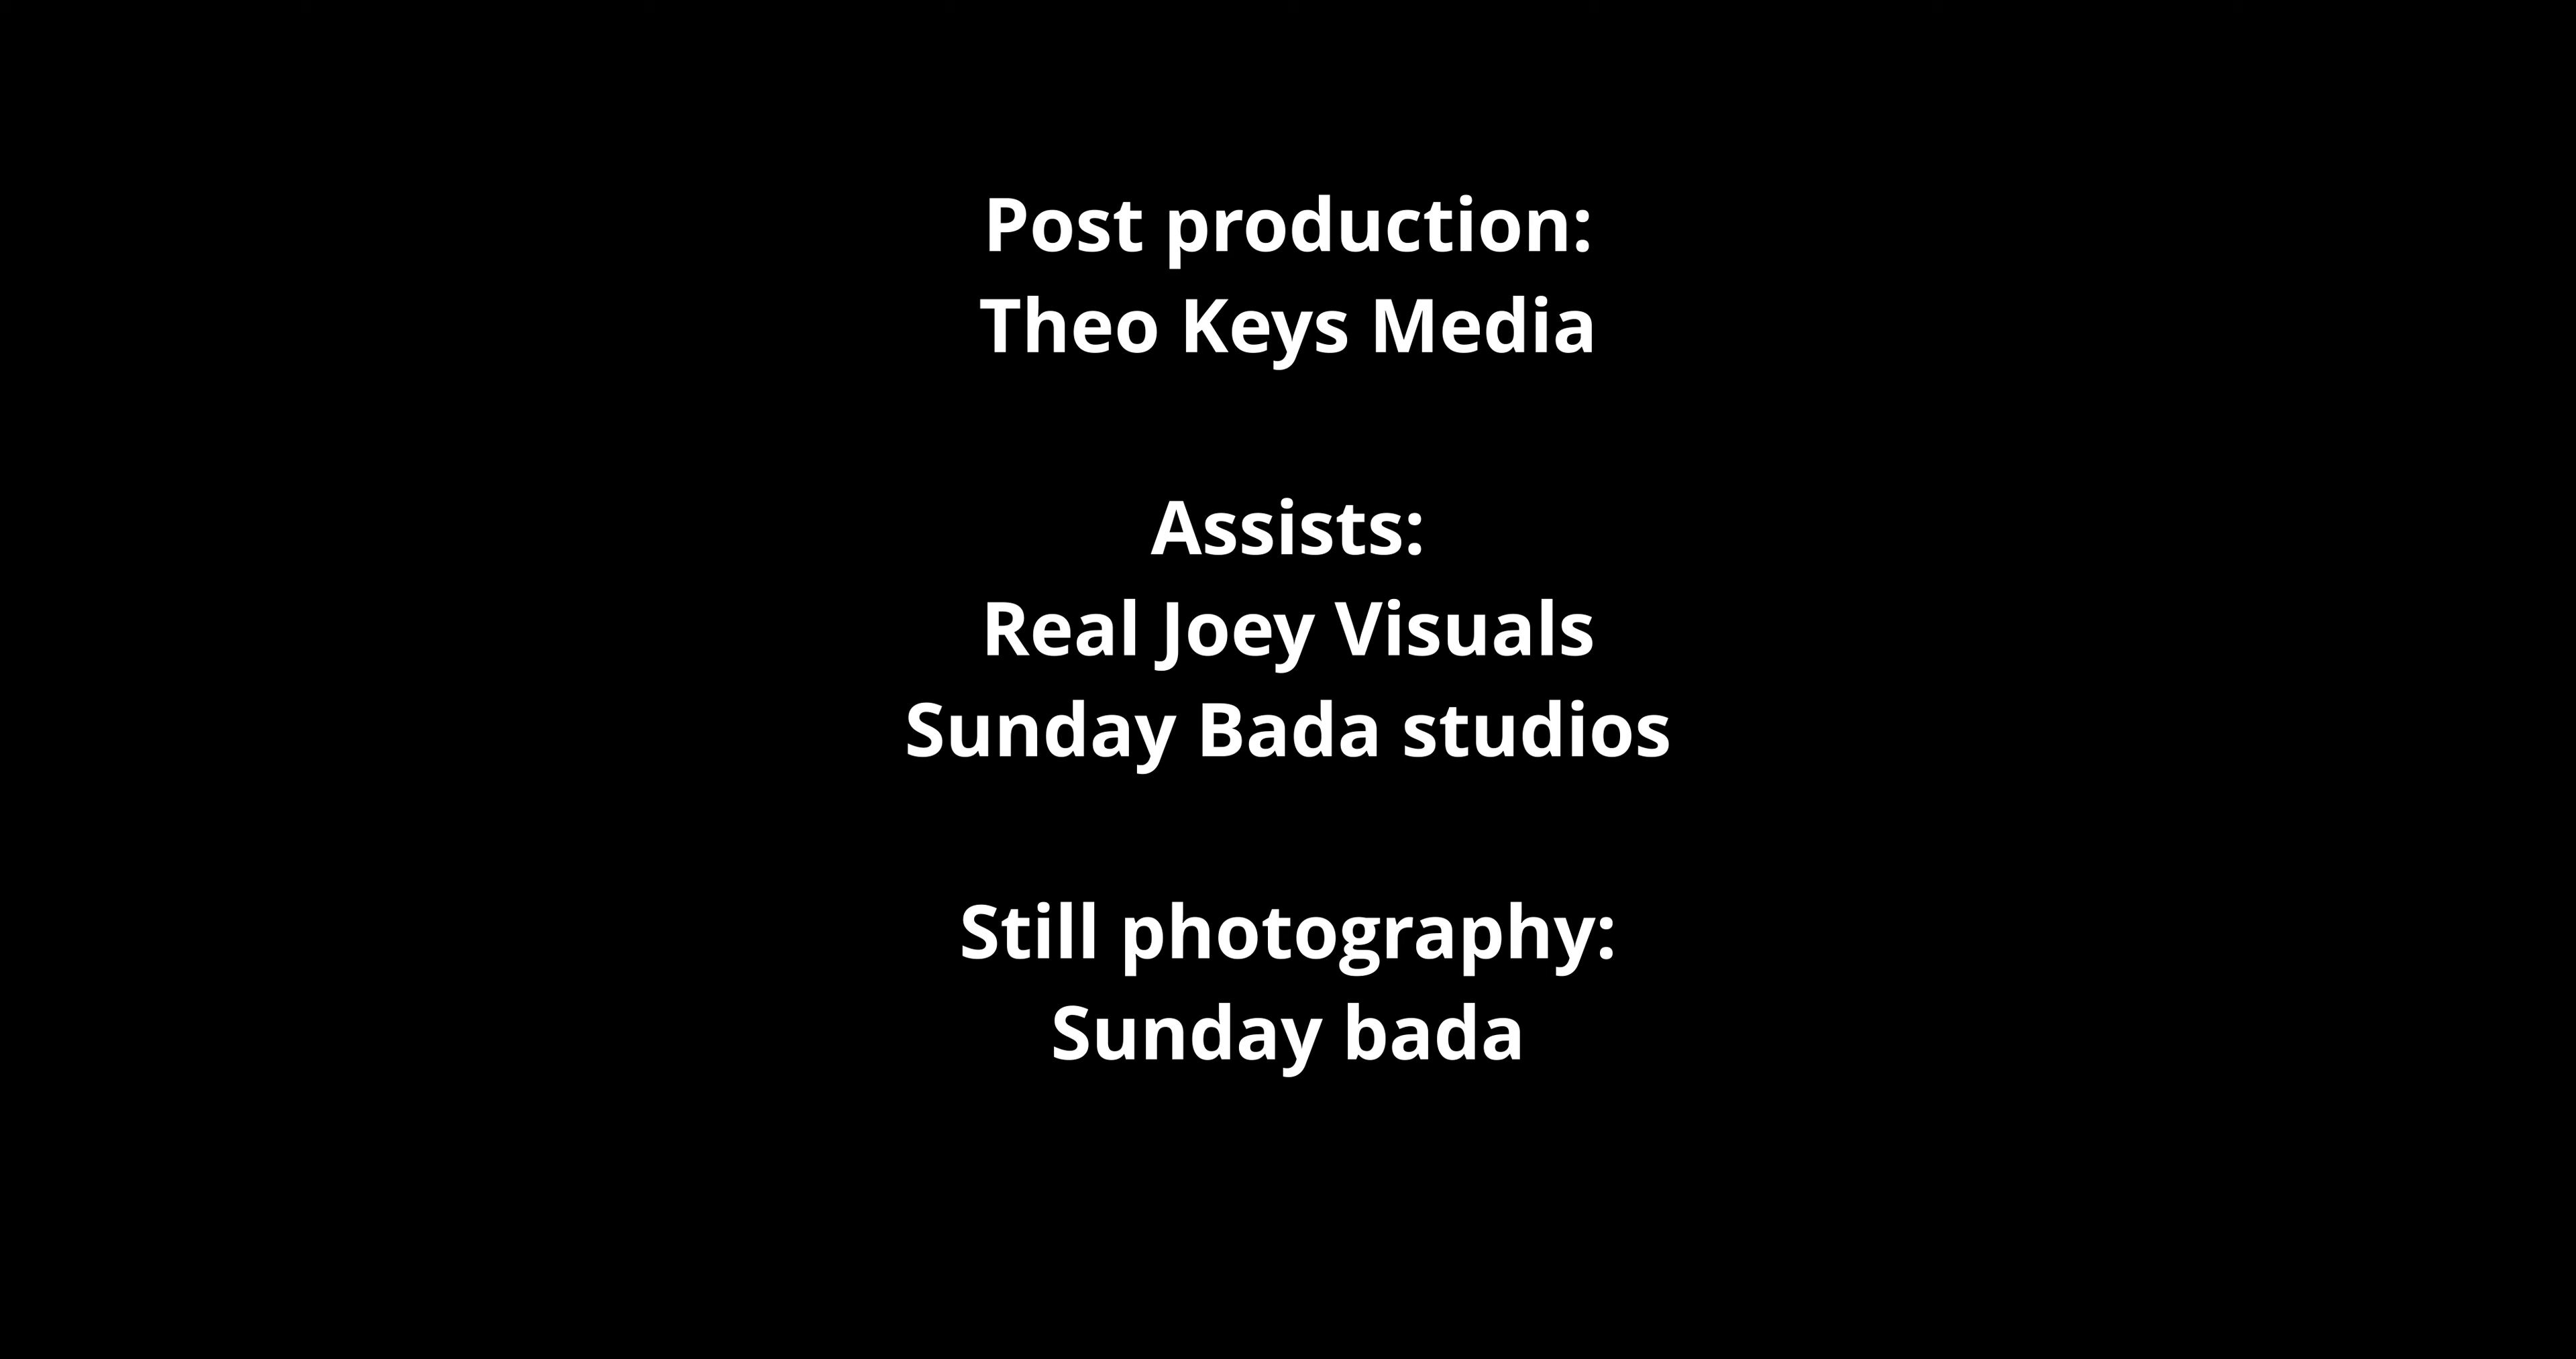 Post production:
Theo Keys Media
Assists:
Real Joey Visuals
Sunday Bada studios
Still photography:
Sunday bada